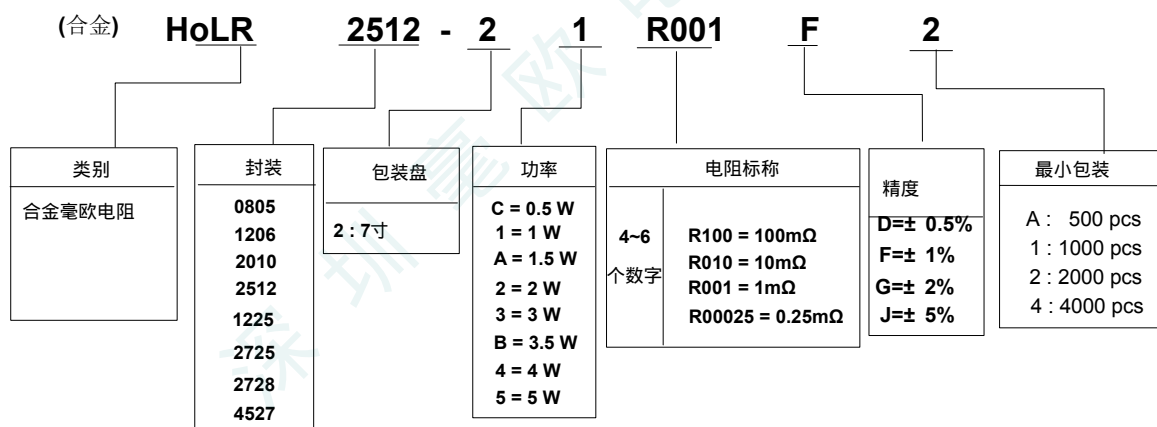 (合金) HoLR 2512 - 2 1 R001 F 2
类别
合金毫欧电阻
封装
0805
1206
2010
2512
1225
2725
2728
4527
包装盘
2 : 7寸
功率
C = 0.5 W
1 = 1 W
A = 1.5 W
2 = 2 W
3 = 3 W
B = 3.5 W
4 = 4 W
5 = 5 W
电阻标称
4~6
个数字
R100 = 100mΩ
R010 = 10mΩ
R001 = 1mΩ
R00025 = 0.25mΩ
精度
D=± 0.5%
F=± 1%
G=± 2%
J=± 5%
最小包装
A : 500 pcs
1 : 1000 pcs
2 : 2000 pcs
4 : 4000 pcs
深圳毫欧